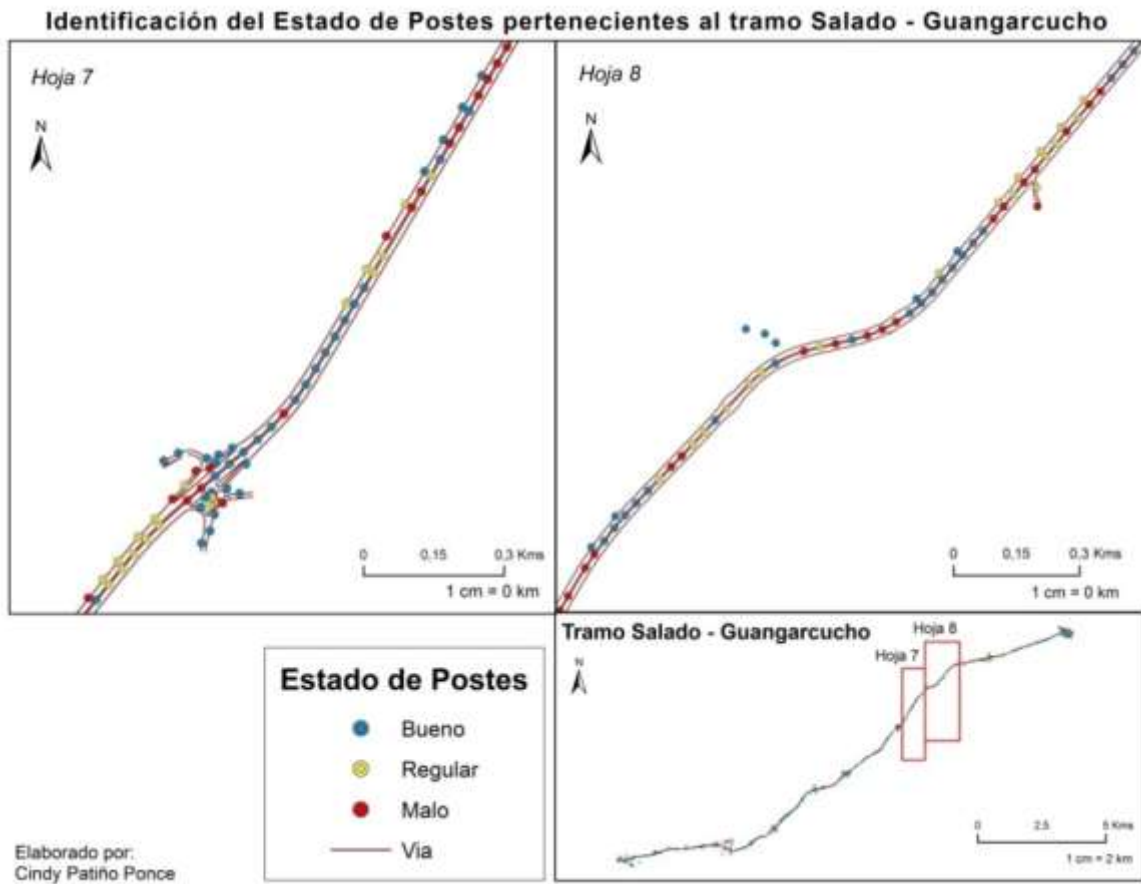 Identificación del Estado de Postes pertenecientes al tramo Salado - Guangarcucho
Hoja 7
N
0 0,15 0,3 Kms
1 cm = 0 km
Hoja 8
N
0 0,15 0,3 Kms
1 cm = 0 km
Estado de Postes
Bueno
Regular
Malo
Via
Elaborado por:
Cindy Patiño Ponce
Tramo Salado - Guangarcucho
Hoja 8
Hoja 7
N
0 2,5 5 Kms
1 cm = 2 km